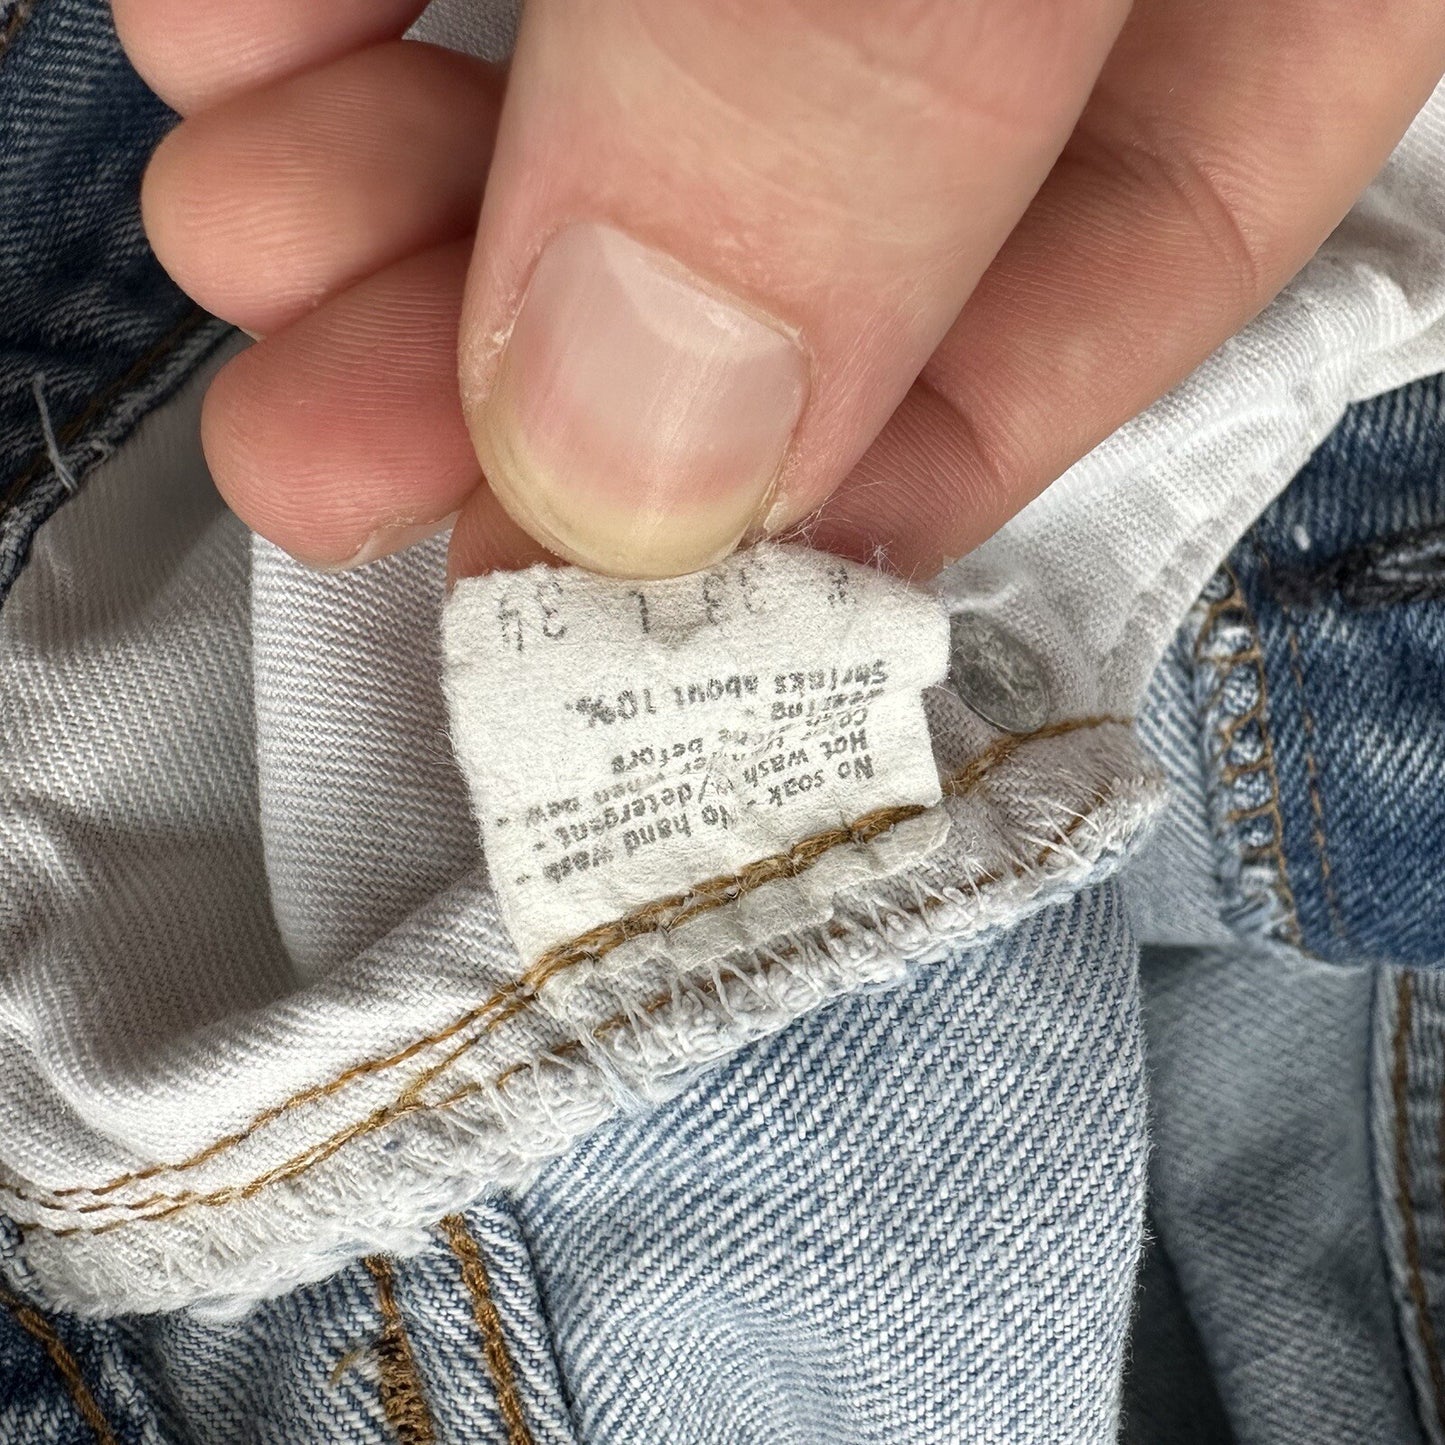 No soak - No hand wash -
Hot wash w/detergent -
when new -
before
wearing -
Shrinks about 10%.
W 33 L 34